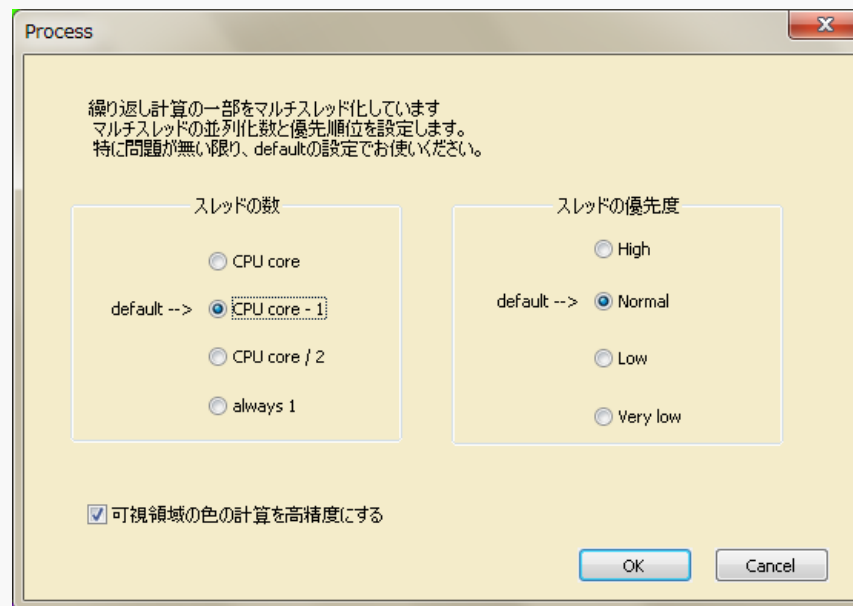 Process
繰り返し計算の一部をマルチスレッド化しています
マルチスレッドの並列化数と優先順位を設定します。
特に問題が無い限り、defaultの設定でお使いください。
スレッドの数
CPU core
default --> CPU core - 1
CPU core / 2
always 1
スレッドの優先度
High
default --> Normal
Low
Very low
可視領域の色の計算を高精度にする
OK
Cancel